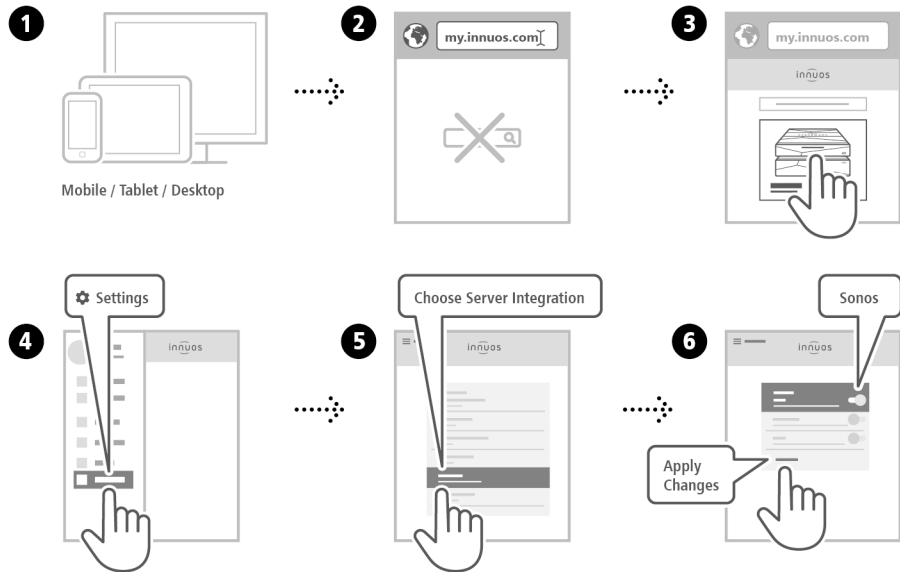 1
2
my.innuos.com
3
my.innuos.com
innuos
Mobile / Tablet / Desktop
4
Settings
innuos
5
Choose Server Integration
innuos
6
Sonos
innuos
Apply
Changes